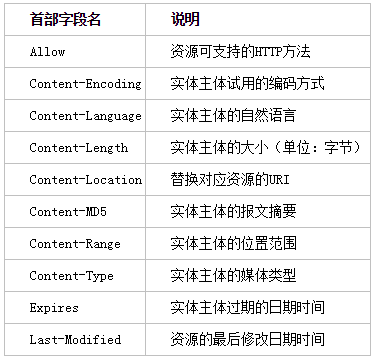 首部字段名 说明
Allow 资源可支持的HTTP方法
Content-Encoding 实体主体试用的编码方式
Content-Language 实体主体的自然语言
Content-Length 实体主体的大小（单位：字节）
Content-Location 替换对应资源的URI
Content-MD5 实体主体的报文摘要
Content-Range 实体主体的位置范围
Content-Type 实体主体的媒体类型
Expires 实体主体过期的日期时间
Last-Modified 资源的最后修改日期时间